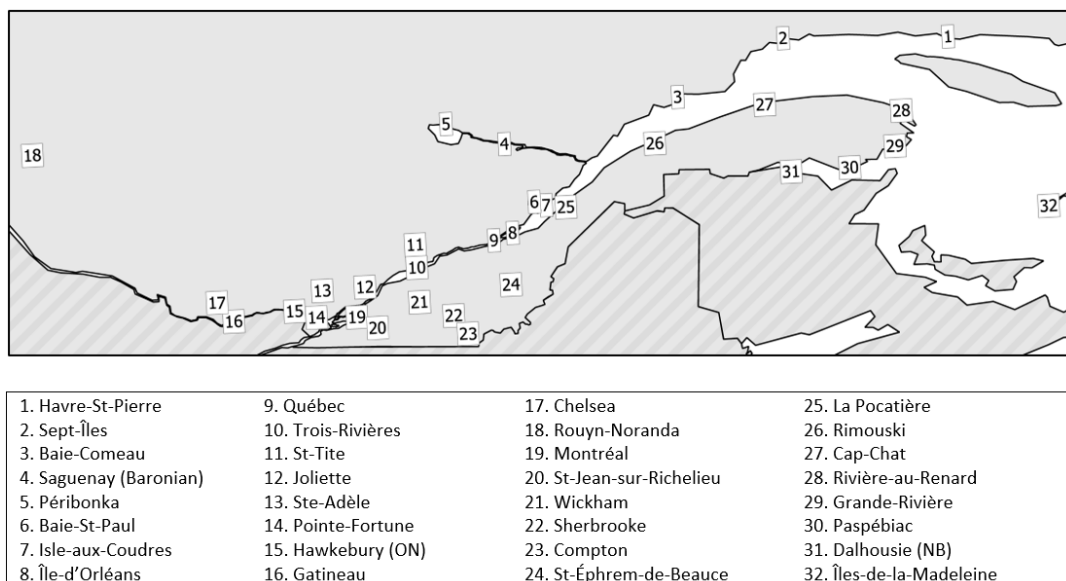 2
1
3
27
28
5
4
26
29
18
31
30
6
7
25
32
8
9
11
10
24
13
12
17
21
15
14
19
22
16
20
23
1. Havre-St-Pierre
2. Sept-Îles
3. Baie-Comeau
4. Saguenay (Baronian)
5. Péribonka
6. Baie-St-Paul
7. Isle-aux-Coudres
8. Île-d’Orléans
9. Québec
10. Trois-Rivières
11. St-Tite
12. Joliette
13. Ste-Adèle
14. Pointe-Fortune
15. Hawkebury (ON)
16. Gatineau
17. Chelsea
18. Rouyn-Noranda
19. Montréal
20. St-Jean-sur-Richelieu
21. Wickham
22. Sherbrooke
23. Compton
24. St-Éphrem-de-Beauce
25. La Pocatière
26. Rimouski
27. Cap-Chat
28. Rivière-au-Renard
29. Grande-Rivière
30. Paspébiac
31. Dalhousie (NB)
32. Îles-de-la-Madeleine